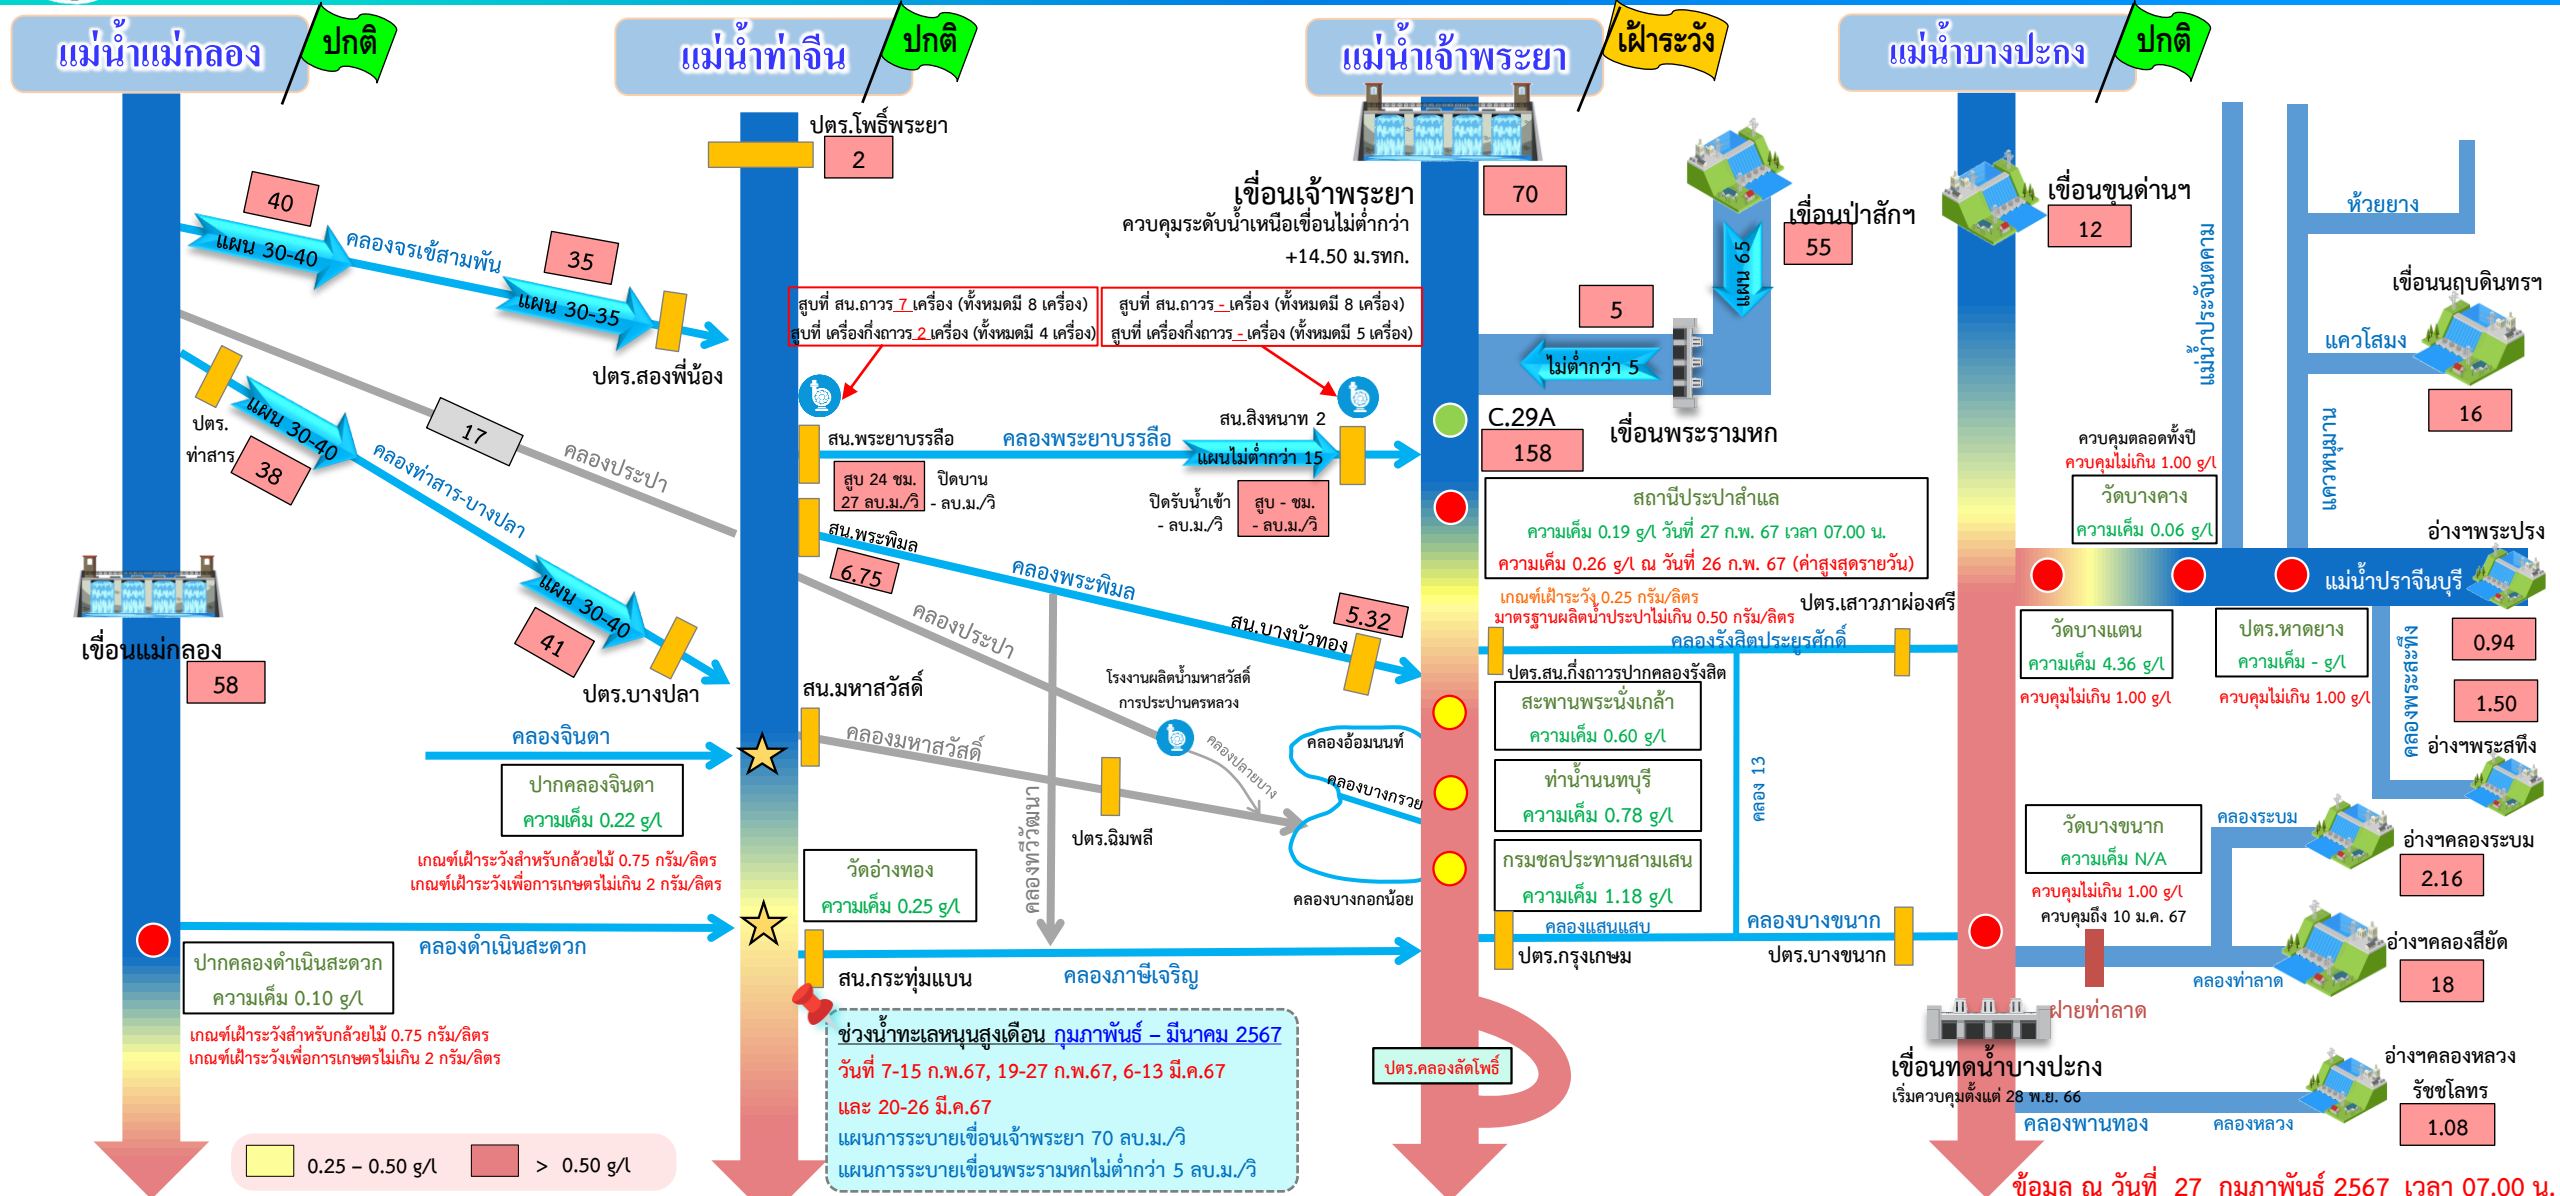 แม่น้ำแม่กลอง
ปกติ
แม่น้ำท่าจีน
ปกติ
แม่น้ำเจ้าพระยา
เฝ้าระวัง
แม่น้ำบางปะกง
ปกติ
40
แผน 30-40
คลองจรเข้สามพัน
35
แผน 30-35
ปตร.สองพี่น้อง
ปตร.
ท่าสาร
แผน 30-40
38
17
คลองประปา
คลองท่าสาร-บางปลา
แผน 30-40
41
ปตร.บางปลา
เขื่อนแม่กลอง
58
คลองจินดา
ปากคลองจินดา
ความเค็ม 0.22 g/l
เกณฑ์เฝ้าระวังสำหรับกล้วยไม้ 0.75 กรัม/ลิตร
เกณฑ์เฝ้าระวังเพื่อการเกษตรไม่เกิน 2 กรัม/ลิตร
คลองดำเนินสะดวก
ปากคลองดำเนินสะดวก
ความเค็ม 0.10 g/l
เกณฑ์เฝ้าระวังสำหรับกล้วยไม้ 0.75 กรัม/ลิตร
เกณฑ์เฝ้าระวังเพื่อการเกษตรไม่เกิน 2 กรัม/ลิตร
0.25 – 0.50 g/l
> 0.50 g/l
ปตร.โพธิ์พระยา
2
สูบที่ สน.ถาวร 7 เครื่อง (ทั้งหมดมี 8 เครื่อง)
สูบที่ เครื่องกึ่งถาวร 2 เครื่อง (ทั้งหมดมี 4 เครื่อง)
สูบที่ สน.ถาวร - เครื่อง (ทั้งหมดมี 8 เครื่อง)
สูบที่ เครื่องกึ่งถาวร - เครื่อง (ทั้งหมดมี 5 เครื่อง)
สน.พระยาบรรลือ
คลองพระยาบรรลือ
สน.สิงหนาท 2
แผนไม่ต่ำกว่า 15
สูบ 24 ชม.
27 ลบ.ม./วิ
ปิดบาน
- ลบ.ม./วิ
ปิดรับน้ำเข้า
- ลบ.ม./วิ
สูบ - ชม.
- ลบ.ม./วิ
สน.พระพิมล
6.75
คลองพระพิมล
5.32
สน.บางบัวทอง
คลองประปา
สน.มหาสวัสดิ์
โรงงานผลิตน้ำมหาสวัสดิ์
การประปานครหลวง
คลองมหาสวัสดิ์
คลองปลายบาง
คลองทวีวัฒนา
ปตร.ฉิมพลี
คลองอ้อมนนท์
คลองบางกรวย
คลองบางกอกน้อย
วัดอ่างทอง
ความเค็ม 0.25 g/l
สน.กระทุ่มแบน
คลองภาษีเจริญ
ช่วงน้ำทะเลหนุนสูงเดือน กุมภาพันธ์ – มีนาคม 2567
วันที่ 7-15 ก.พ.67, 19-27 ก.พ.67, 6-13 มี.ค.67
และ 20-26 มี.ค.67
แผนการระบายเขื่อนเจ้าพระยา 70 ลบ.ม./วิ
แผนการระบายเขื่อนพระรามหกไม่ต่ำกว่า 5 ลบ.ม./วิ
เขื่อนเจ้าพระยา
ควบคุมระดับน้ำเหนือเขื่อนไม่ต่ำกว่า
+14.50 ม.รทก.
70
เขื่อนป่าสักฯ
55
แผน 65
5
ไม่ต่ำกว่า 5
เขื่อนพระรามหก
C.29A
158
สถานีประปาสำแล
ความเค็ม 0.19 g/l วันที่ 27 ก.พ. 67 เวลา 07.00 น.
ความเค็ม 0.26 g/l ณ วันที่ 26 ก.พ. 67 (ค่าสูงสุดรายวัน)
เกณฑ์เฝ้าระวัง 0.25 กรัม/ลิตร
มาตรฐานผลิตน้ำประปาไม่เกิน 0.50 กรัม/ลิตร
ปตร.เสาวภาผ่องศรี
คลองรังสิตประยูรศักดิ์
ปตร.สน.กึ่งถาวรปากคลองรังสิต
สะพานพระนั่งเกล้า
ความเค็ม 0.60 g/l
ท่าน้ำนนทบุรี
ความเค็ม 0.78 g/l
กรมชลประทานสามเสน
ความเค็ม 1.18 g/l
คลอง 13
คลองแสนแสบ
ปตร.กรุงเกษม
คลองบางขนาก
ปตร.บางขนาก
ปตร.คลองลัดโพธิ์
เขื่อนขุนด่านฯ
12
แม่น้ำประจันตคาม
ห้วยยาง
เขื่อนนฤบดินทรฯ
แควโสมง
16
แควหนุมาน
ควบคุมตลอดทั้งปี
ควบคุมไม่เกิน 1.00 g/l
วัดบางคาง
ความเค็ม 0.06 g/l
อ่างฯพระปรง
แม่น้ำปราจีนบุรี
0.94
วัดบางแตน
ความเค็ม 4.36 g/l
ควบคุมไม่เกิน 1.00 g/l
ปตร.หาดยาง
ความเค็ม - g/l
ควบคุมไม่เกิน 1.00 g/l
คลองพระสะทึง
1.50
อ่างฯพระสทึง
วัดบางขนาก
ความเค็ม N/A
ควบคุมไม่เกิน 1.00 g/l
ควบคุมถึง 10 ม.ค. 67
คลองระบม
อ่างฯคลองระบม
2.16
อ่างฯคลองสียัด
18
คลองท่าลาด
ฝายท่าลาด
เขื่อนทดน้ำบางปะกง
เริ่มควบคุมตั้งแต่ 28 พ.ย. 66
คลองพานทอง
คลองหลวง
อ่างฯคลองหลวง
รัชชโลทร
1.08
ข้อมูล ณ วันที่ 27 กุมภาพันธ์ 2567 เวลา 07.00 น.